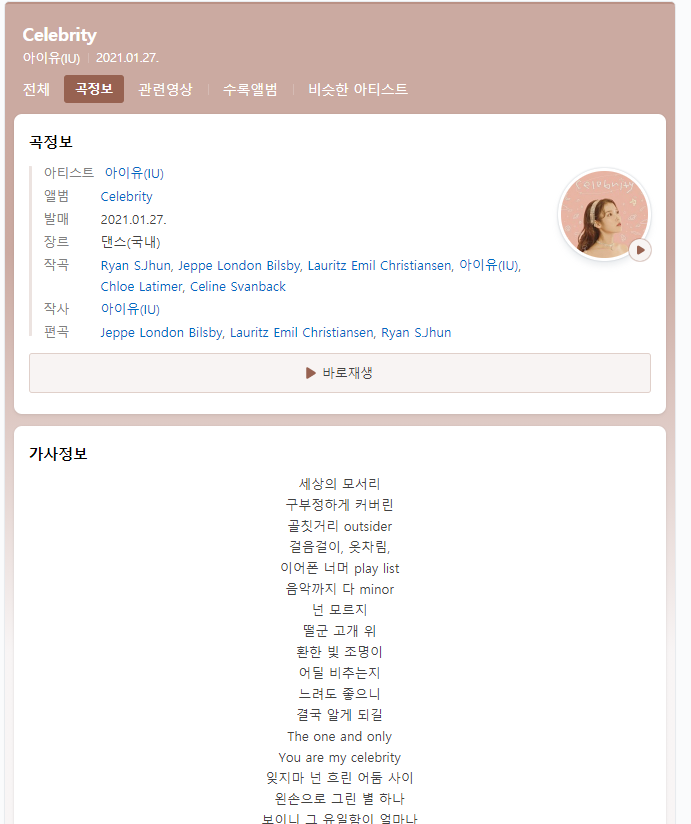 Celebrity
아이유(IU) 2021.01.27.
전체 곡정보 관련영상 수록앨범 비슷한 아티스트
곡정보
아티스트 아이유(IU)
앨범 Celebrity
발매 2021.01.27.
장르 댄스(국내)
작곡 Ryan S.Jhun, Jeppe London Bilsby, Lauritz Emil Christiansen, 아이유(IU),
Chloe Latimer, Celine Svanback
작사 아이유(IU)
편곡 Jeppe London Bilsby, Lauritz Emil Christiansen, Ryan S.Jhun
Celebrity
바로재생
가사정보
세상의 모서리
구부정하게 커버린
골칫거리 outsider
걸음걸이, 옷차림,
이어폰 너머 play list
음악까지 다 minor
넌 모르지
떨군 고개 위
환한 빛 조명이
어딜 비추는지
느려도 좋으니
결국 알게 되길
The one and only
You are my celebrity
잊지마 넌 흐린 어둠 사이
왼손으로 그린 별 하나
보이니 그 유일함이 얼마나